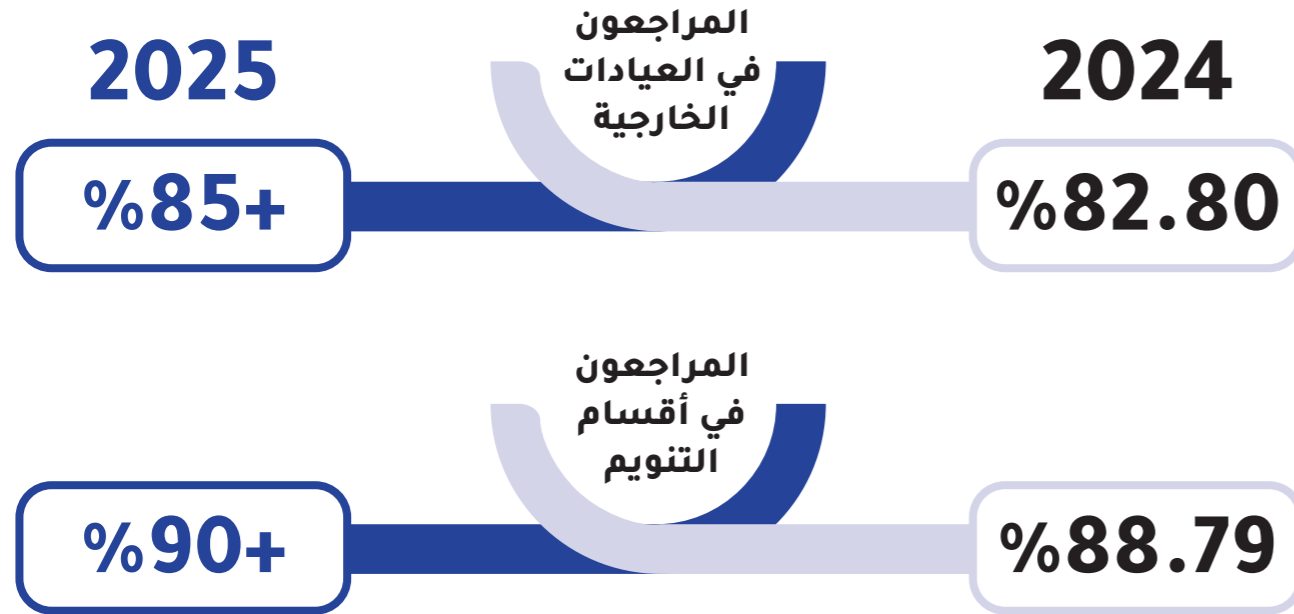 2024
المراجعون
في العيادات
الخارجية
2025
%82.80
%85+
المراجعون
في أقسام
التنويم
%88.79
%90+